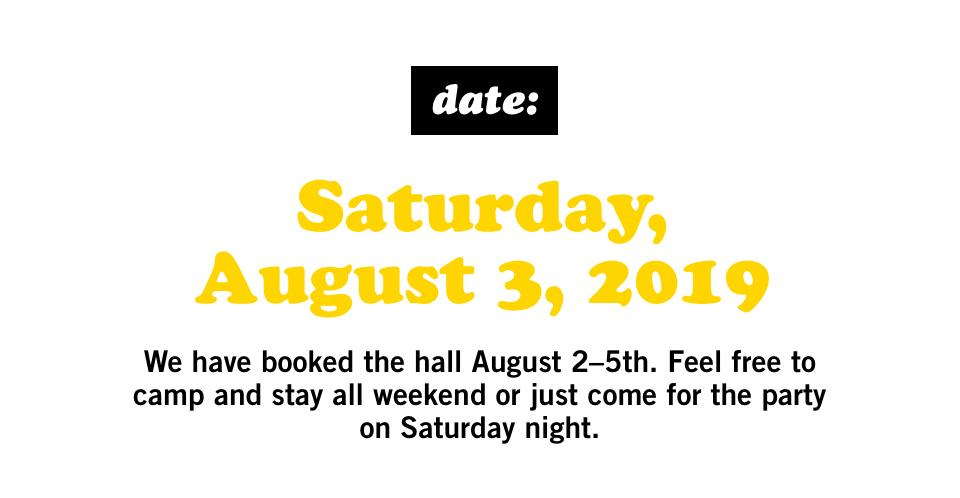 date:
Saturday,
August 3, 2019
We have booked the hall August 2–5th. Feel free to
camp and stay all weekend or just come for the party
on Saturday night.